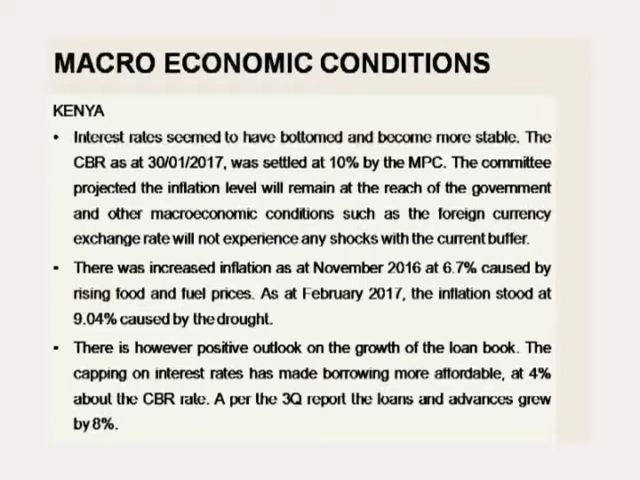 MACRO ECONOMIC CONDITIONS
KENYA
• Interest rates seemed to have bottomed and become more stable. The
CBR as at 30/01/2017, was settled at 10% by the MPC. The committee
projected the inflation level will remain at the reach of the government
and other macroeconomic conditions such as the foreign currency
exchange rate will not experience any shocks with the current buffer.
• There was increased inflation as at November 2016 at 6.7% caused by
rising food and fuel prices. As at February 2017, the inflation stood at
9.04% caused by the drought.
• There is however positive outlook on the growth of the loan book. The
capping on interest rates has made borrowing more affordable, at 4%
about the CBR rate. A per the 3Q report the loans and advances grew
by 8%.